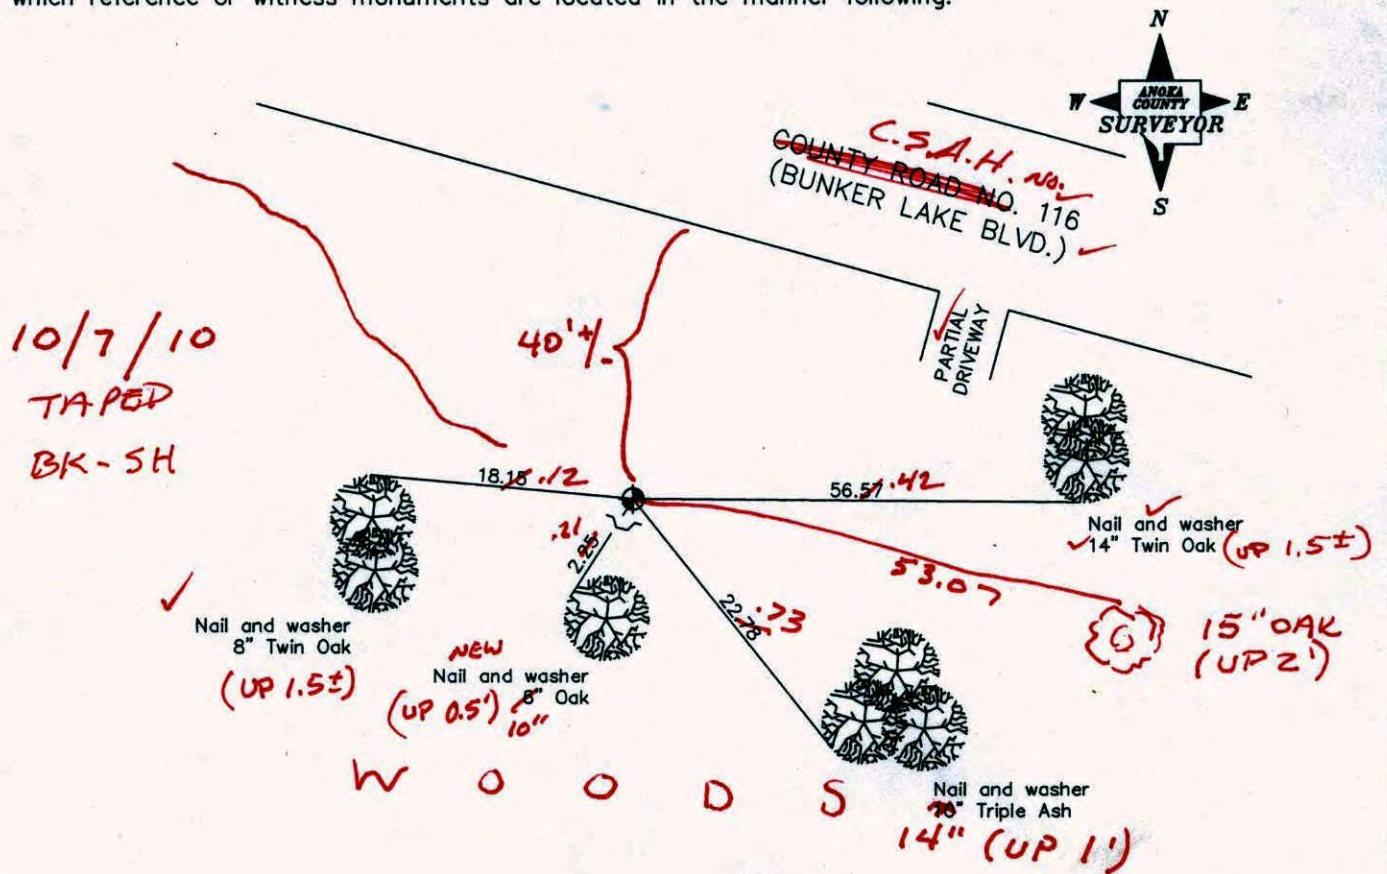 which reference or witness monuments are located in the manner following:
N
W
ANOKA
COUNTY
E
SURVEYOR
S
C.S.A.H. NO.
COUNTY ROAD NO. 116
(BUNKER LAKE BLVD.)
PARTIAL
DRIVEWAY
40'+/-
10/7/10
TAPED
BK-SH
18.15 .12
56.57 .42
.21
2.25
22.78 .73
53.07
Nail and washer
14" Twin Oak (UP 1.5±)
15" OAK
(UP 2')
Nail and washer
8" Twin Oak
(UP 1.5±)
NEW
Nail and washer
(UP 0.5') 8" Oak
10"
WOODS
Nail and washer
10" Triple Ash
14" (UP 1')